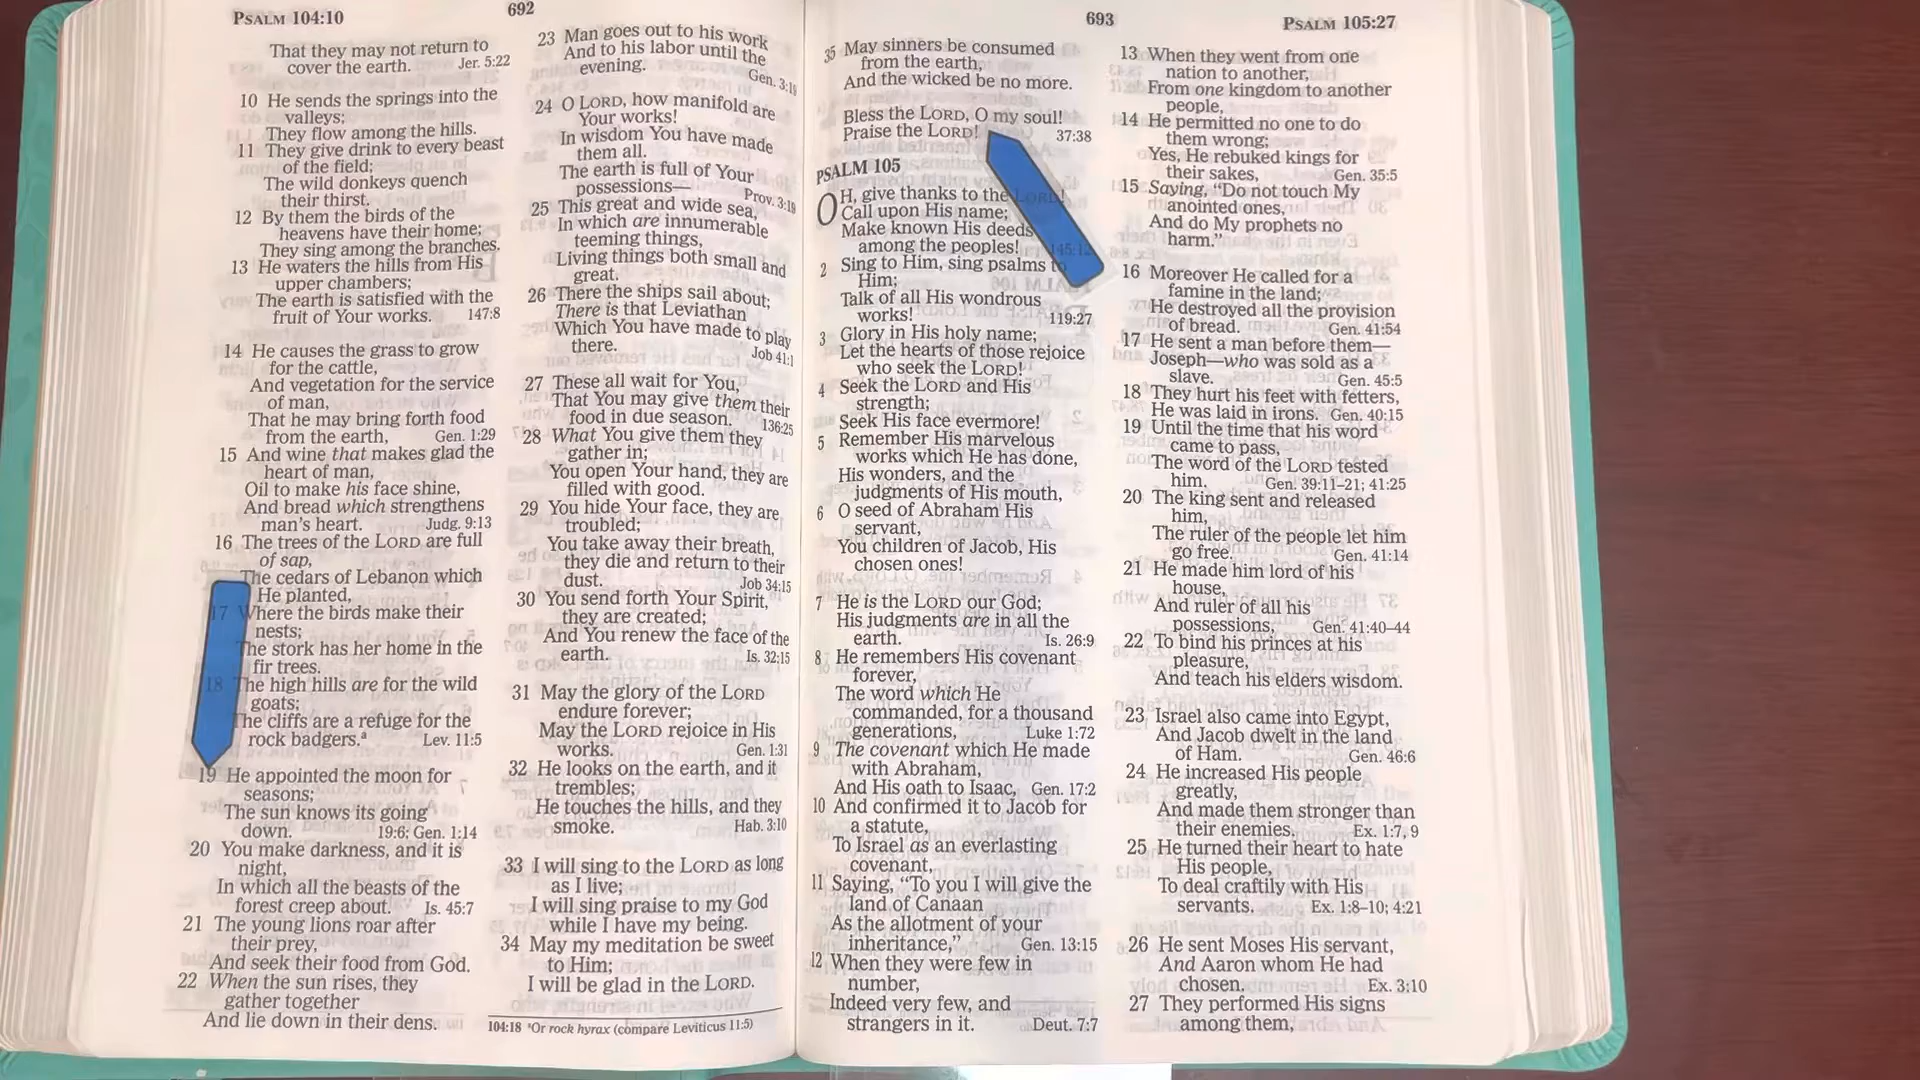 PSALM 104:10
692
That they may not return to
cover the earth. Jer. 5:22
10 He sends the springs into the
valleys;
They flow among the hills.
11 They give drink to every beast
of the field;
The wild donkeys quench
their thirst.
12 By them the birds of the
heavens have their home;
They sing among the branches.
13 He waters the hills from His
upper chambers;
The earth is satisfied with the
fruit of Your works. 147:8
14 He causes the grass to grow
for the cattle,
And vegetation for the service
of man,
That he may bring forth food
from the earth, Gen. 1:29
15 And wine that makes glad the
heart of man,
Oil to make his face shine,
And bread which strengthens
man's heart. Judg. 9:13
16 The trees of the LORD are full
of sap,
The cedars of Lebanon which
He planted,
17 Where the birds make their
nests;
The stork has her home in the
fir trees.
18 The high hills are for the wild
goats;
The cliffs are a refuge for the
rock badgers.ª Lev. 11:5
19 He appointed the moon for
seasons;
The sun knows its going
down. 19:6; Gen. 1:14
20 You make darkness, and it is
night,
In which all the beasts of the
forest creep about. Is. 45:7
21 The young lions roar after
their prey,
And seek their food from God.
22 When the sun rises, they
gather together
And lie down in their dens.
23 Man goes out to his work
And to his labor until the
evening. Gen. 3:1
24 O LORD, how manifold are
Your works!
In wisdom You have made
them all.
The earth is full of Your
possessions— Prov. 3:19
25 This great and wide sea,
In which are innumerable
teeming things,
Living things both small and
great.
26 There the ships sail about;
There is that Leviathan
Which You have made to play
there. Job 41:1
27 These all wait for You,
That You may give them their
food in due season. 136:25
28 What You give them they
gather in;
You open Your hand, they are
filled with good.
29 You hide Your face, they are
troubled;
You take away their breath,
they die and return to their
dust. Job 34:15
30 You send forth Your Spirit,
they are created;
And You renew the face of the
earth. Is. 32:15
31 May the glory of the LORD
endure forever;
May the LORD rejoice in His
works. Gen. 1:31
32 He looks on the earth, and it
trembles;
He touches the hills, and they
smoke. Hab. 3:10
33 I will sing to the LORD as long
as I live;
I will sing praise to my God
while I have my being.
34 May my meditation be sweet
to Him;
I will be glad in the LORD.
104:18 ªOr rock hyrax (compare Leviticus 11:5)
693
PSALM 105:27
35 May sinners be consumed
from the earth,
And the wicked be no more.
Bless the LORD, O my soul!
Praise the LORD! 37:38
PSALM 105
OH, give thanks to the LORD!
Call upon His name;
Make known His deeds
among the peoples! 145:12
2 Sing to Him, sing psalms to
Him;
Talk of all His wondrous
works! 119:27
3 Glory in His holy name;
Let the hearts of those rejoice
who seek the LORD!
4 Seek the LORD and His
strength;
Seek His face evermore!
5 Remember His marvelous
works which He has done,
His wonders, and the
judgments of His mouth,
6 O seed of Abraham His
servant,
You children of Jacob, His
chosen ones!
7 He is the LORD our God;
His judgments are in all the
earth. Is. 26:9
8 He remembers His covenant
forever,
The word which He
commanded, for a thousand
generations, Luke 1:72
9 The covenant which He made
with Abraham,
And His oath to Isaac, Gen. 17:2
10 And confirmed it to Jacob for
a statute,
To Israel as an everlasting
covenant,
11 Saying, "To you I will give the
land of Canaan
As the allotment of your
inheritance," Gen. 13:15
12 When they were few in
number,
Indeed very few, and
strangers in it. Deut. 7:7
13 When they went from one
nation to another,
From one kingdom to another
people,
14 He permitted no one to do
them wrong;
Yes, He rebuked kings for
their sakes, Gen. 35:5
15 Saying, "Do not touch My
anointed ones,
And do My prophets no
harm."
16 Moreover He called for a
famine in the land;
He destroyed all the provision
of bread. Gen. 41:54
17 He sent a man before them—
Joseph—who was sold as a
slave. Gen. 45:5
18 They hurt his feet with fetters,
He was laid in irons. Gen. 40:15
19 Until the time that his word
came to pass,
The word of the LORD tested
him. Gen. 39:11–21; 41:25
20 The king sent and released
him,
The ruler of the people let him
go free. Gen. 41:14
21 He made him lord of his
house,
And ruler of all his
possessions, Gen. 41:40–44
22 To bind his princes at his
pleasure,
And teach his elders wisdom.
23 Israel also came into Egypt,
And Jacob dwelt in the land
of Ham. Gen. 46:6
24 He increased His people
greatly,
And made them stronger than
their enemies. Ex. 1:7, 9
25 He turned their heart to hate
His people,
To deal craftily with His
servants. Ex. 1:8–10; 4:21
26 He sent Moses His servant,
And Aaron whom He had
chosen. Ex. 3:10
27 They performed His signs
among them,